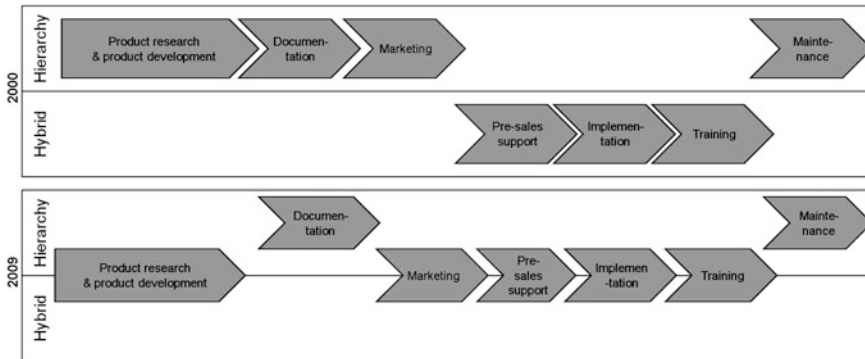 2000
Hierarchy
Product research
& product development
Documen-
tation
Marketing
Mainte-
nance
Hybrid
Pre-sales
support
Implemen-
tation
Training
2009
Hierarchy
Documen-
tation
Mainte-
nance
Product research
& product development
Marketing
Pre-
sales
support
Implemen
-tation
Training
Hybrid